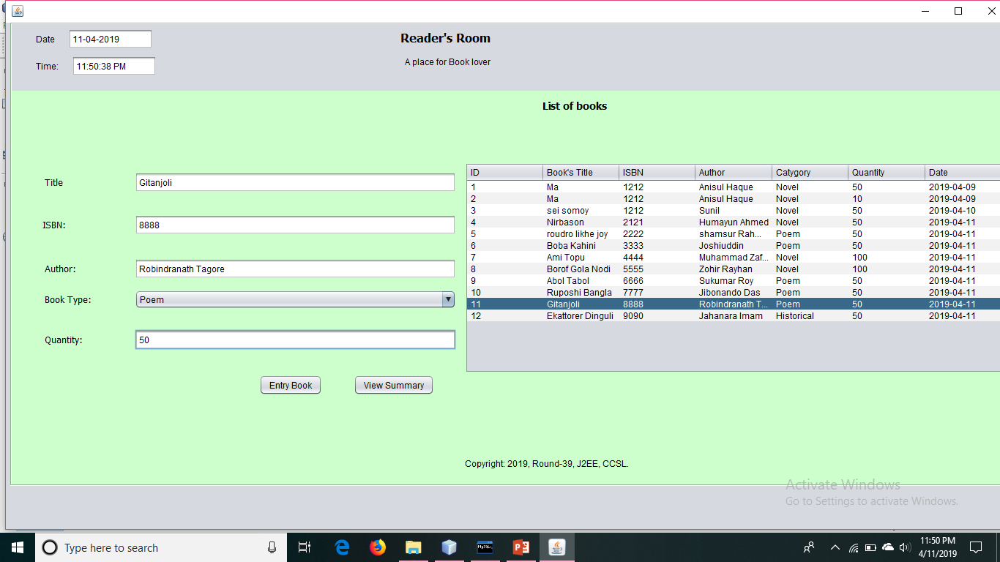 Date 11-04-2019
Reader's Room
Time: 11:50:38 PM
A place for Book lover
List of books
Title Gitanjoli
ISBN: 8888
Author: Robindranath Tagore
Book Type: Poem
Quantity: 50
Entry Book View Summary
ID Book's Title ISBN Author Catygory Quantity Date
1 Ma 1212 Anisul Haque Novel 50 2019-04-09
2 Ma 1212 Anisul Haque Novel 10 2019-04-09
3 sei somoy 1212 Sunil Novel 50 2019-04-10
4 Nirbason 2121 Humayun Ahmed Novel 50 2019-04-11
5 roudro likhe joy 2222 shamsur Rah... Poem 50 2019-04-11
6 Boba Kahini 3333 Joshiuddin Poem 50 2019-04-11
7 Ami Topu 4444 Muhammad Zaf... Novel 100 2019-04-11
8 Borof Gola Nodi 5555 Zohir Rayhan Novel 100 2019-04-11
9 Abol Tabol 6666 Sukumar Roy Poem 50 2019-04-11
10 Ruposhi Bangla 7777 Jibonando Das Poem 50 2019-04-11
11 Gitanjoli 8888 Robindranath T... Poem 50 2019-04-11
12 Ekattorer Dinguli 9090 Jahanara Imam Historical 50 2019-04-11
Copyright: 2019, Round-39, J2EE, CCSL.
Activate Windows
Go to Settings to activate Windows.
Type here to search
MySQL
11:50 PM
4/11/2019